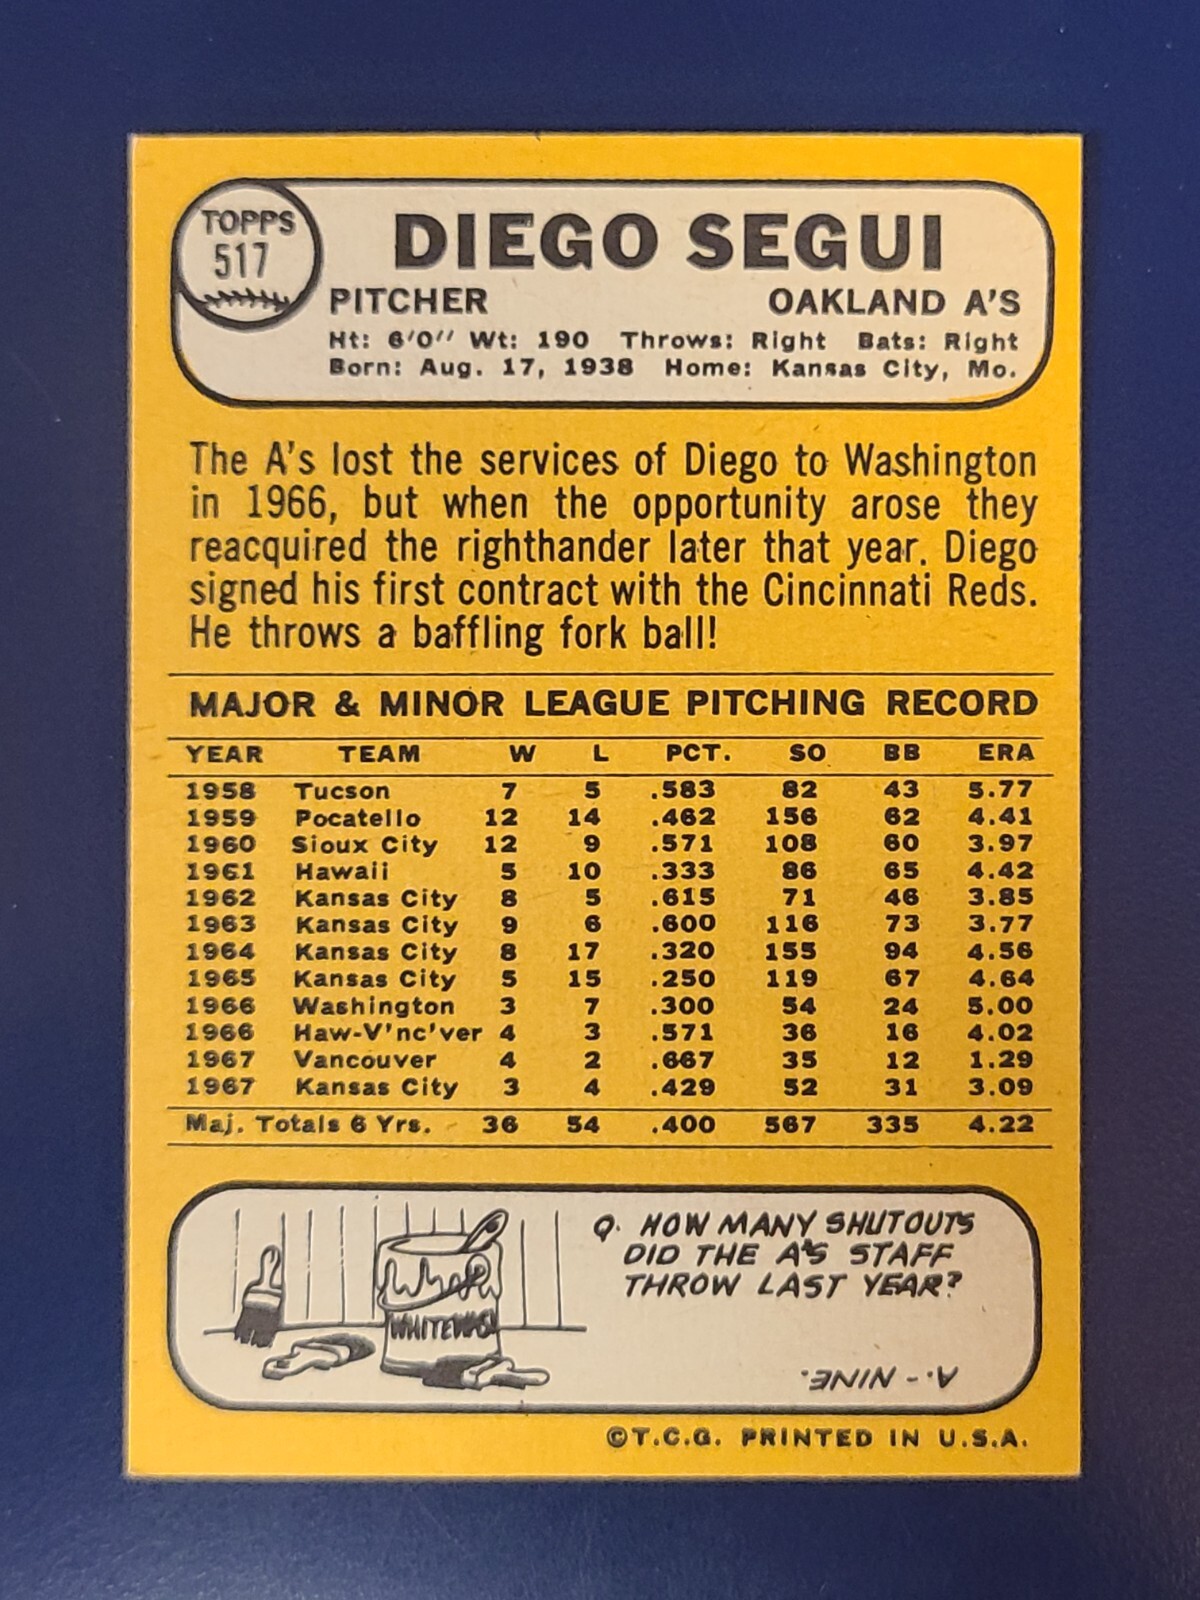 TOPPS
517
DIEGO SEGUI
PITCHER OAKLAND A'S
Ht: 6'0" Wt: 190 Throws: Right Bats: Right
Born: Aug. 17, 1938 Home: Kansas City, Mo.
The A's lost the services of Diego to Washington
in 1966, but when the opportunity arose they
reacquired the righthander later that year. Diego
signed his first contract with the Cincinnati Reds.
He throws a baffling fork ball!
MAJOR & MINOR LEAGUE PITCHING RECORD
YEAR TEAM W L PCT. SO BB ERA
1958 Tucson 7 5 .583 82 43 5.77
1959 Pocatello 12 14 .462 156 62 4.41
1960 Sioux City 12 9 .571 108 60 3.97
1961 Hawaii 5 10 .333 86 65 4.42
1962 Kansas City 8 5 .615 71 46 3.85
1963 Kansas City 9 6 .600 116 73 3.77
1964 Kansas City 8 17 .320 155 94 4.56
1965 Kansas City 5 15 .250 119 67 4.64
1966 Washington 3 7 .300 54 24 5.00
1966 Haw-V'nc'ver 4 3 .571 36 16 4.02
1967 Vancouver 4 2 .667 35 12 1.29
1967 Kansas City 3 4 .429 52 31 3.09
Maj. Totals 6 Yrs. 36 54 .400 567 335 4.22
Q. HOW MANY SHUTOUTS
DID THE A'S STAFF
THROW LAST YEAR?
WHITEWASH
A.- NINE.
©T.C.G. PRINTED IN U.S.A.